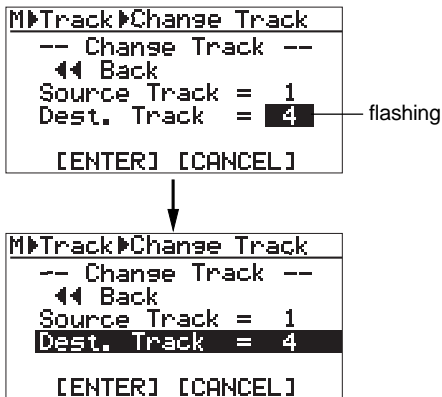 M▶Track▶Change Track
-- Change Track --
◀◀ Back
Source Track = 1
Dest. Track = 4
flashing
[ENTER] [CANCEL]
M▶Track▶Change Track
-- Change Track --
◀◀ Back
Source Track = 1
Dest. Track = 4
[ENTER] [CANCEL]